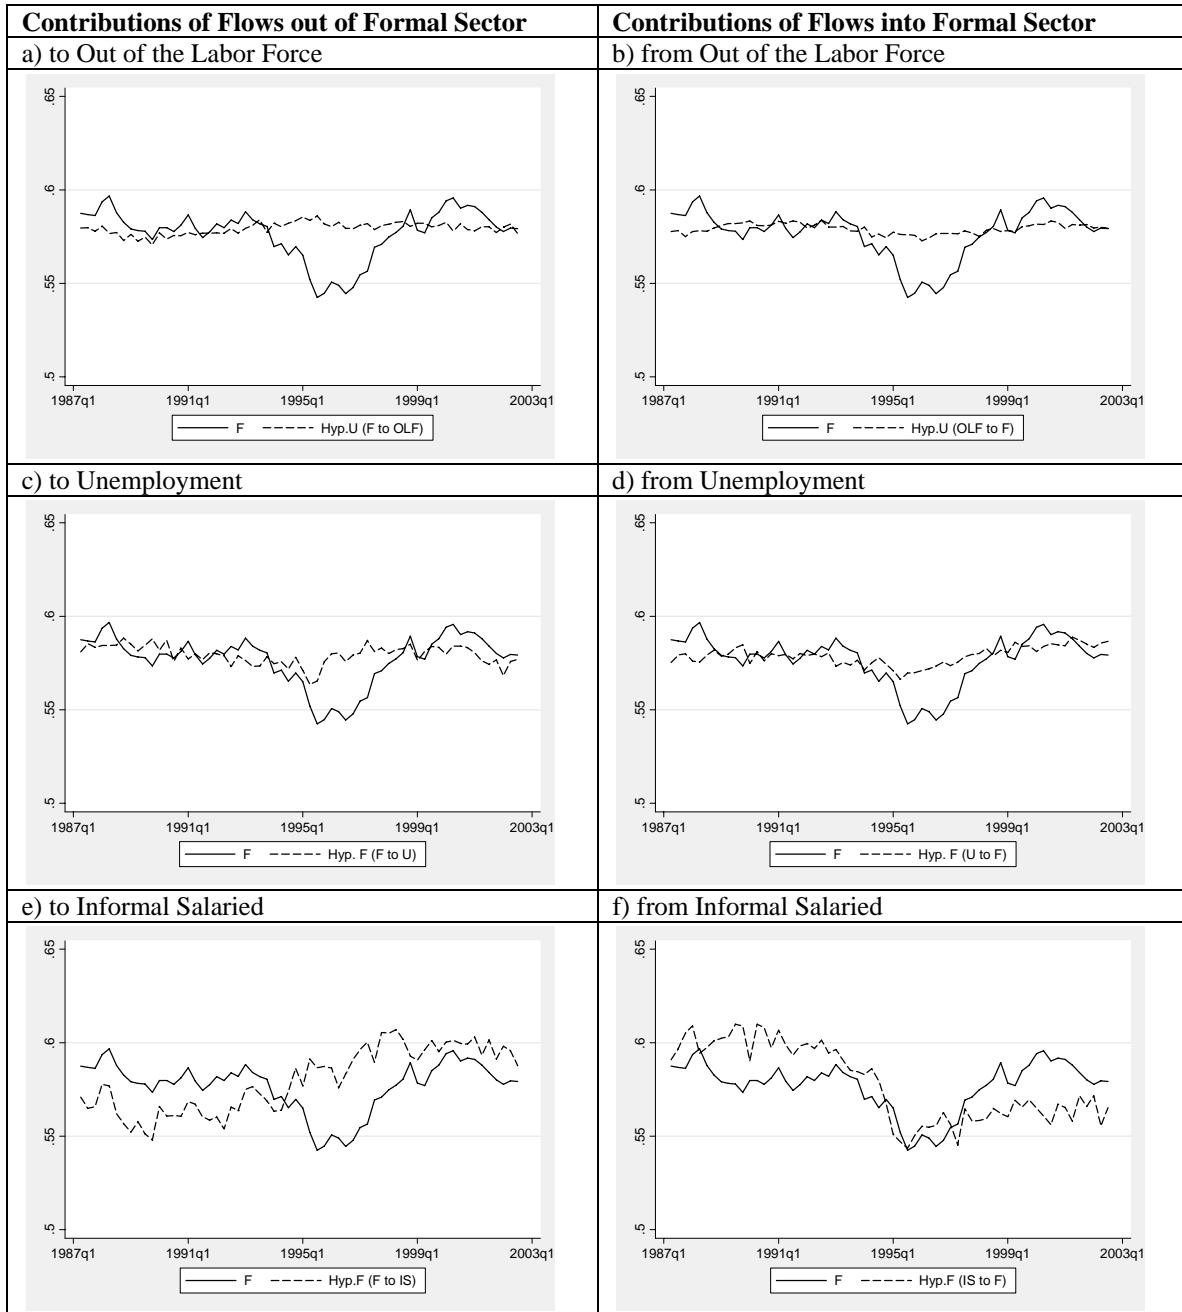 Contributions of Flows out of Formal Sector
Contributions of Flows into Formal Sector
a) to Out of the Labor Force
b) from Out of the Labor Force
.65
.6
.55
.5
1987q1 1991q1 1995q1 1999q1 2003q1
F Hyp.U (F to OLF)
.65
.6
.55
.5
1987q1 1991q1 1995q1 1999q1 2003q1
F Hyp.U (OLF to F)
c) to Unemployment
d) from Unemployment
.65
.6
.55
.5
1987q1 1991q1 1995q1 1999q1 2003q1
F Hyp. F (F to U)
.65
.6
.55
.5
1987q1 1991q1 1995q1 1999q1 2003q1
F Hyp. F (U to F)
e) to Informal Salaried
f) from Informal Salaried
.65
.6
.55
.5
1987q1 1991q1 1995q1 1999q1 2003q1
F Hyp.F (F to IS)
.65
.6
.55
.5
1987q1 1991q1 1995q1 1999q1 2003q1
F Hyp.F (IS to F)